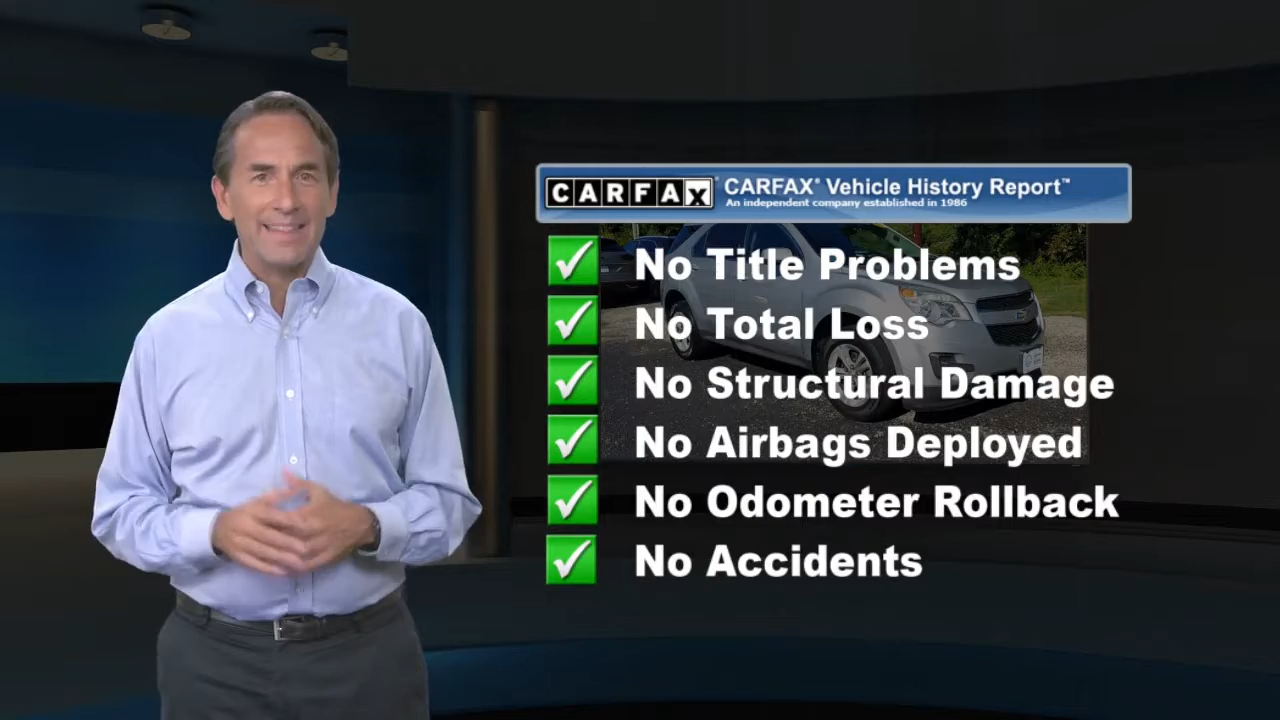 CARFAX
CARFAX® Vehicle History Report™
An independent company established in 1986
No Title Problems
No Total Loss
No Structural Damage
No Airbags Deployed
No Odometer Rollback
No Accidents